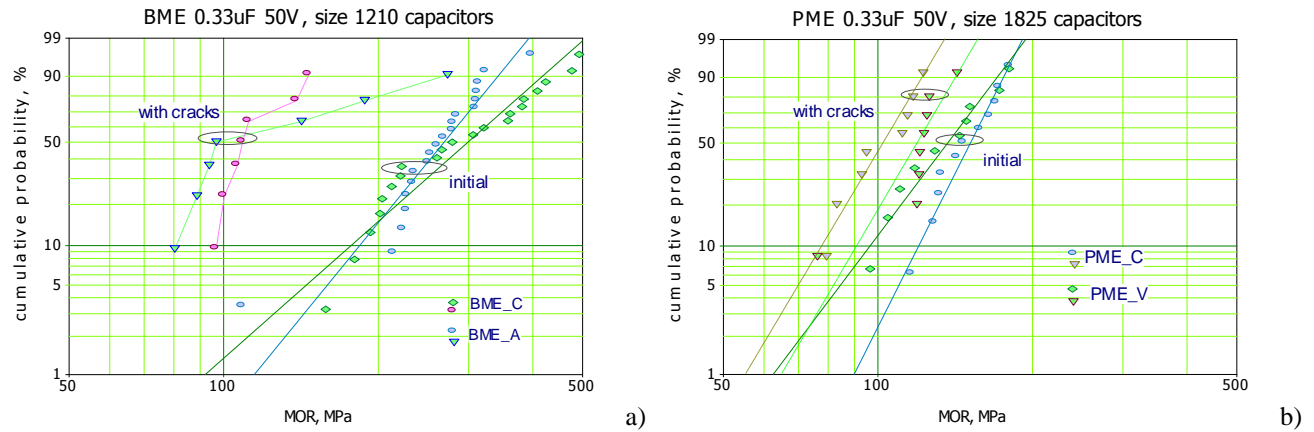 BME 0.33uF 50V, size 1210 capacitors
cumulative probability, %
99
90
50
10
5
1
with cracks
initial
BME_C
BME_A
50
100
500
MOR, MPa
a)
PME 0.33uF 50V, size 1825 capacitors
cumulative probability, %
99
90
50
10
5
1
with cracks
initial
PME_C
PME_V
50
100
500
MOR, MPa
b)